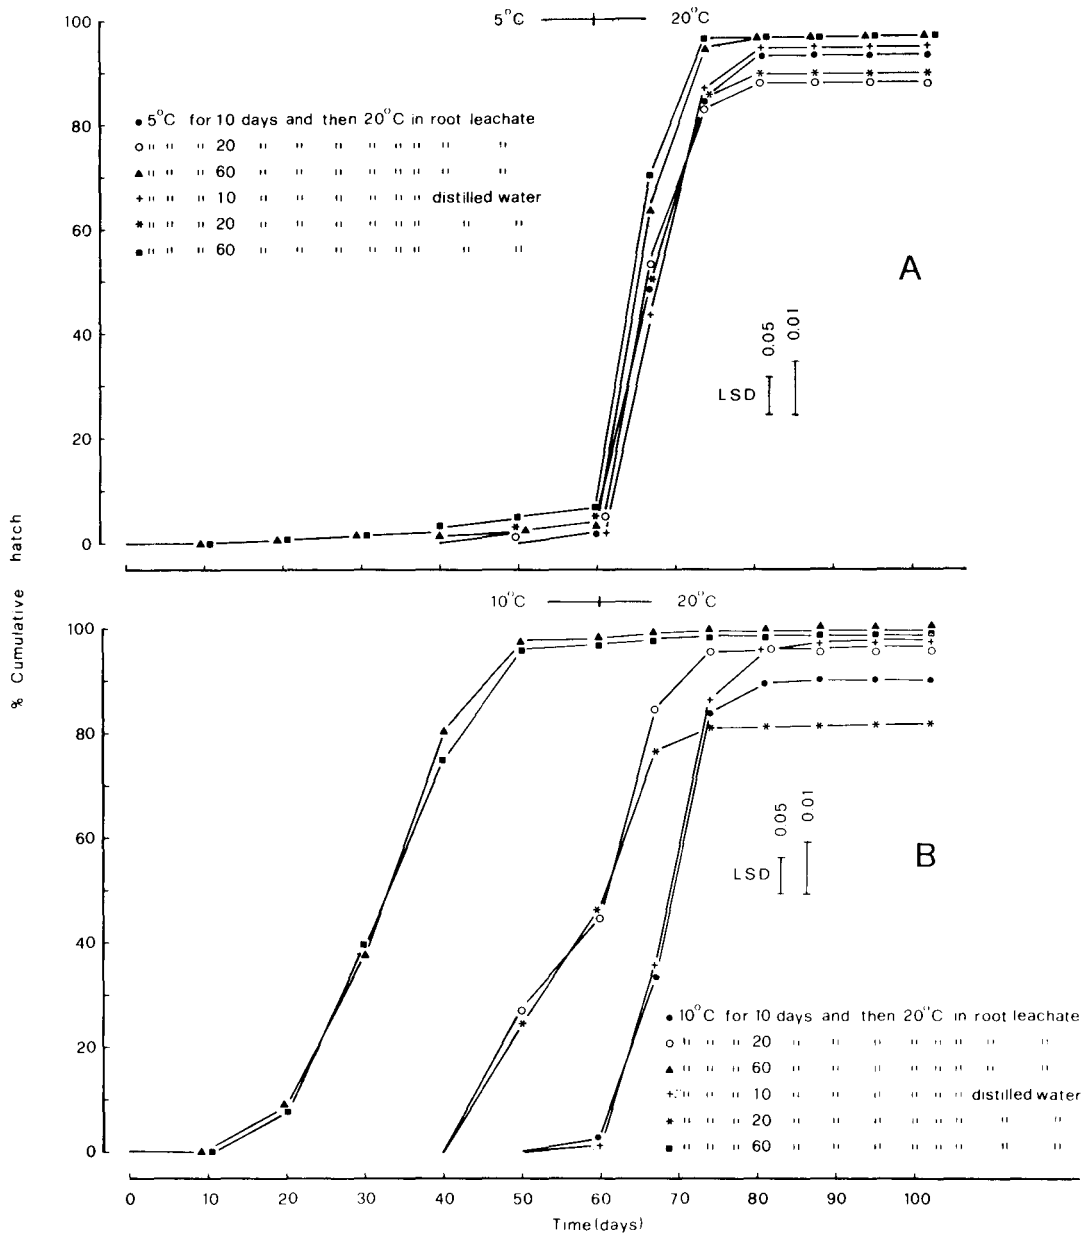 5°C 20°C
100
80
60
40
20
0
● 5°C for 10 days and then 20°C in root leachate
○ " " " 20 " " " " " " "
▲ " " " 60 " " " " " " "
+ " " " 10 " " " " " distilled water
* " " " 20 " " " " " " "
■ " " " 60 " " " " " " "
A
LSD 0.05 0.01
% Cumulative hatch
10°C 20°C
100
80
60
40
20
0
B
LSD 0.05 0.01
● 10°C for 10 days and then 20°C in root leachate
○ " " " 20 " " " " " " "
▲ " " " 60 " " " " " " "
+ " " " 10 " " " " " " distilled water
* " " " 20 " " " " " " " "
■ " " " 60 " " " " " " " "
0 10 20 30 40 50 60 70 80 90 100
Time(days)